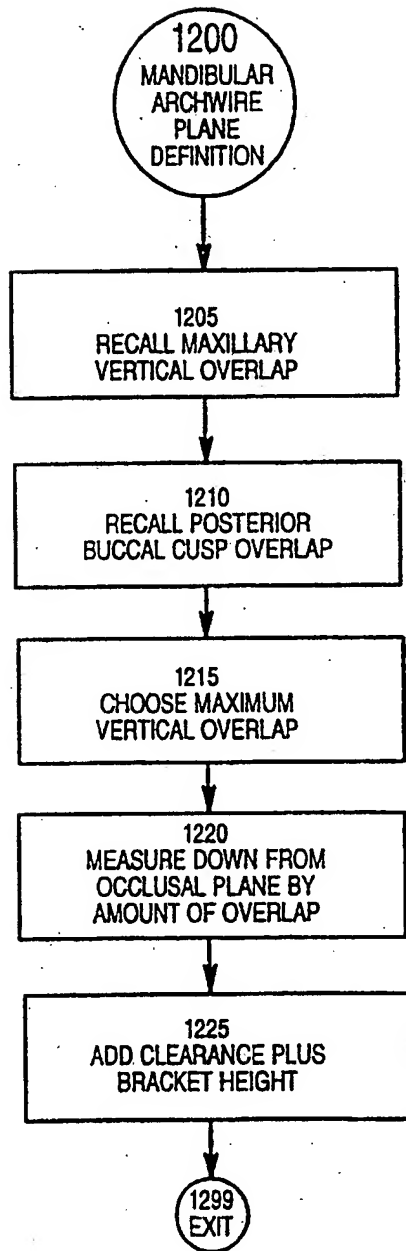 1200
MANDIBULAR
ARCHWIRE
PLANE
DEFINITION
1205
RECALL MAXILLARY
VERTICAL OVERLAP
1210
RECALL POSTERIOR
BUCCAL CUSP OVERLAP
1215
CHOOSE MAXIMUM
VERTICAL OVERLAP
1220
MEASURE DOWN FROM
OCCLUSAL PLANE BY
AMOUNT OF OVERLAP
1225
ADD CLEARANCE PLUS
BRACKET HEIGHT
1299
EXIT